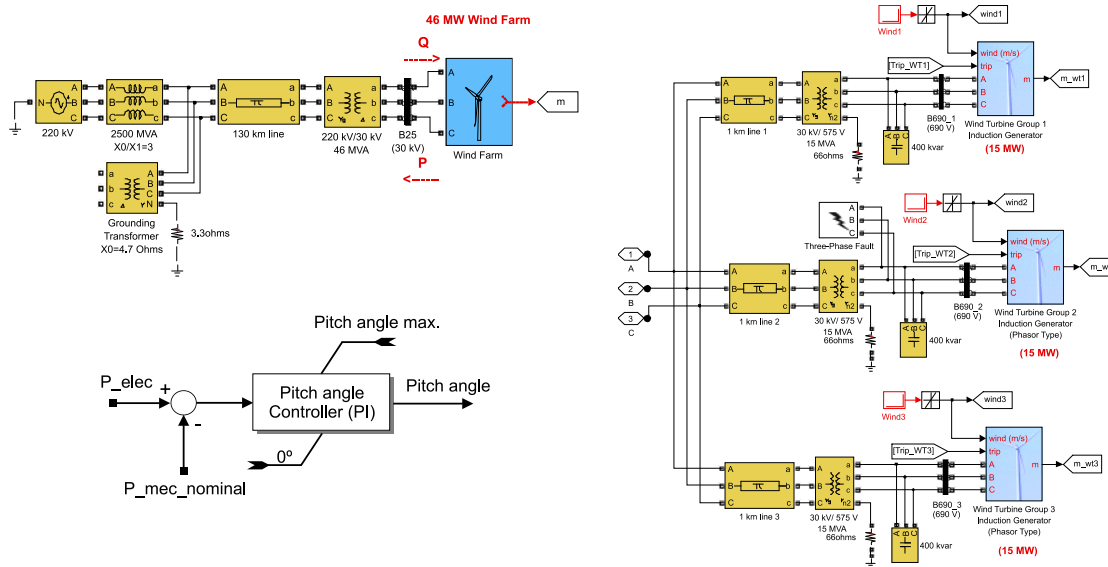 46 MW Wind Farm
Q
A
B
C
N
A
B
C
220 kV
A
B
C
a
b
c
2500 MVA
X0/X1=3
A
B
C
a
b
c
130 km line
A
B
C
a
b
c
220 kV/30 kV
46 MVA
B25
(30 kV)
A
B
C
m
Wind Farm
P
a
b
c
A
B
C
N
Grounding
Transformer
X0=4.7 Ohms
3.3ohms
Pitch angle max.
P_elec
+
-
Pitch angle
Controller (PI)
Pitch angle
0º
P_mec_nominal
1
A
2
B
3
C
Wind1
wind1
[Trip_WT1]
wind (m/s)
trip
A
B
C
m
m_wt1
A
B
C
a
b
c
1 km line 1
A
B
C
a
b
c
n2
30 kV/ 575 V
15 MVA
66ohms
A
B
C
400 kvar
B690_1
(690 V)
Wind Turbine Group 1
Induction Generator
(15 MW)
Wind2
wind2
A
B
C
Three-Phase Fault
[Trip_WT2]
wind (m/s)
trip
A
B
C
m
m_w
A
B
C
a
b
c
1 km line 2
A
B
C
a
b
c
n2
30 kV/ 575 V
15 MVA
66ohms
A
B
C
400 kvar
B690_2
(690 V)
Wind Turbine Group 2
Induction Generator
(Phasor Type)
(15 MW)
Wind3
wind3
[Trip_WT3]
wind (m/s)
trip
A
B
C
m
m_wt3
A
B
C
a
b
c
1 km line 3
A
B
C
a
b
c
n2
30 kV/ 575 V
15 MVA
66ohms
A
B
C
400 kvar
B690_3
(690 V)
Wind Turbine Group 3
Induction Generator
(Phasor Type)
(15 MW)